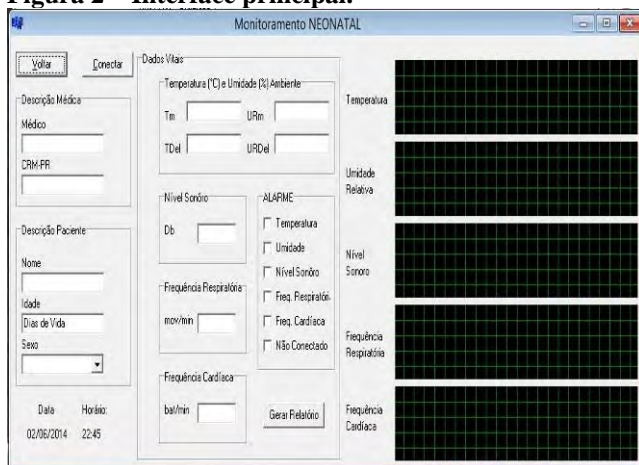 Figura 2 – Interface principal.
Monitoramento NEONATAL
Voltar
Conectar
Descrição Médica
Médico
CRM-PR
Descrição Paciente
Nome
Idade
Dias de Vida
Sexo
Data
Horário:
02/06/2014
22:45
Dados Vitais
Temperatura (°C) e Umidade (%) Ambiente
Tm
URm
TDel
URDel
Nível Sonóro
Db
Frequência Respiratória
mov/min
Frequência Cardíaca
bat/min
ALARME
Temperatura
Umidade
Nível Sonóro
Freq. Respiratóri
Freq. Cardíaca
Não Conectado
Gerar Relatório
Temperatura
Umidade
Relativa
Nível
Sonoro
Frequência
Respiratória
Frequência
Cardíaca